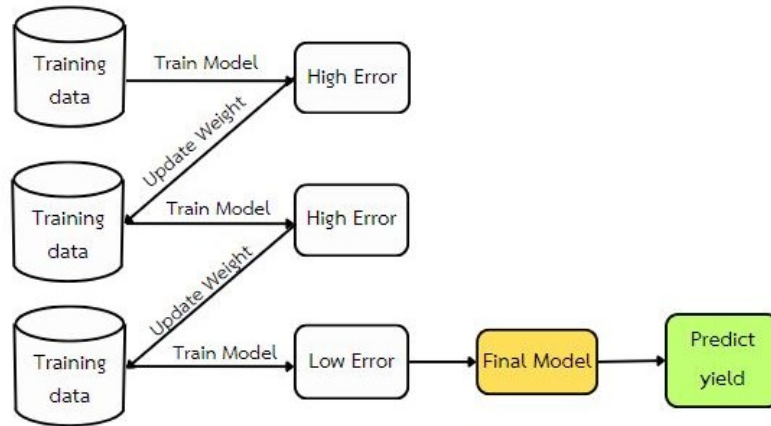 Training
data
Train Model
High Error
Update Weight
Training
data
Train Model
High Error
Update Weight
Training
data
Train Model
Low Error
Final Model
Predict
yield